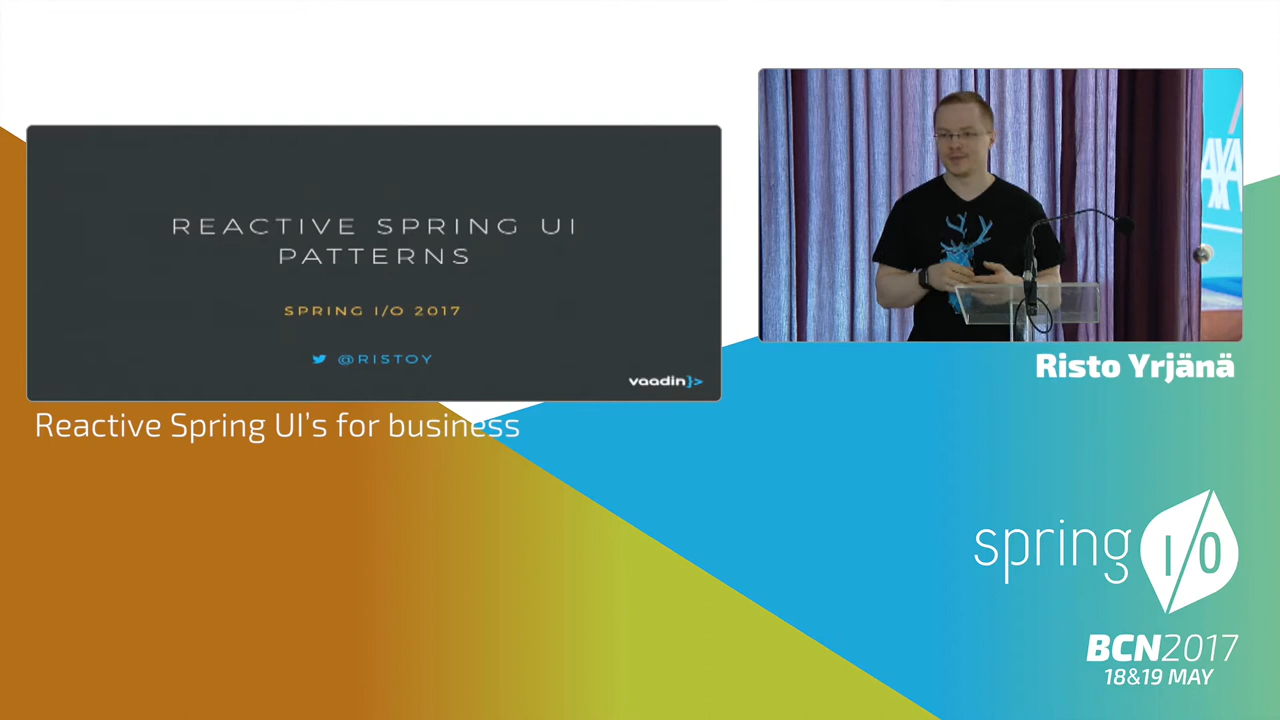 REACTIVE SPRING UI
PATTERNS
SPRING I/O 2017
@RISTOY
vaadin}>
Reactive Spring UI's for business
Risto Yrjänä
spring I/O
BCN2017
18&19 MAY